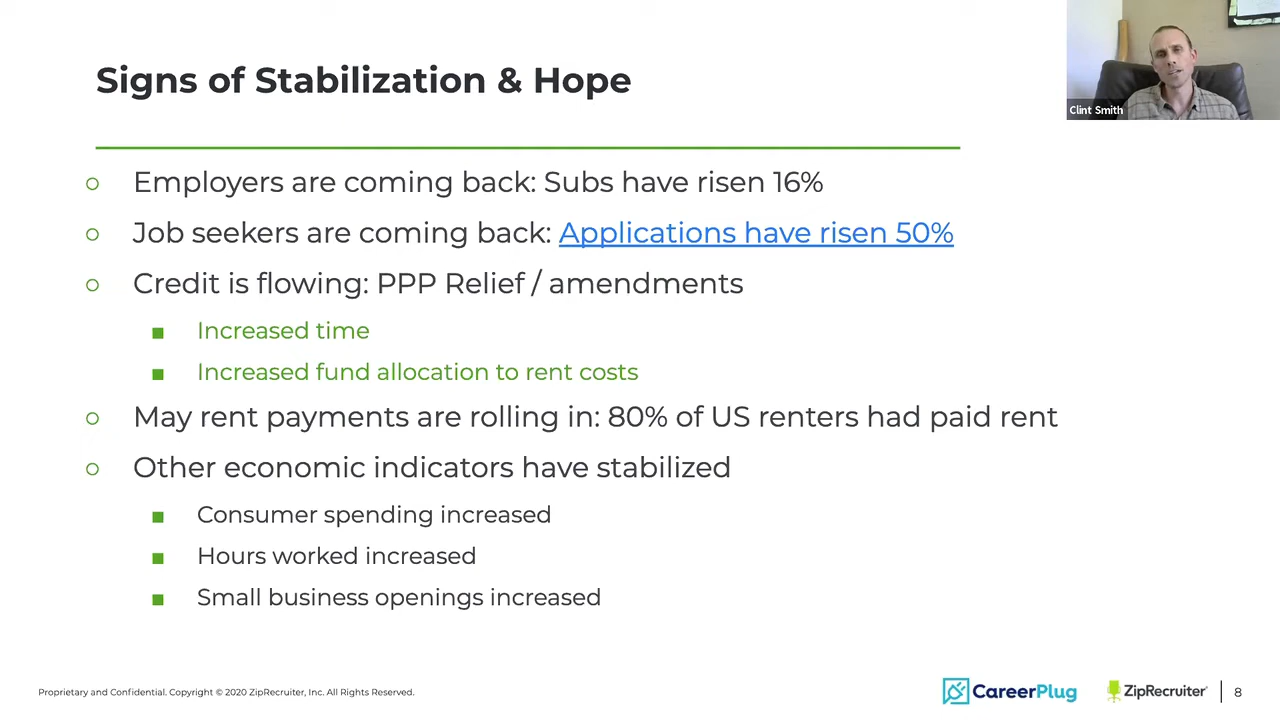 Signs of Stabilization & Hope
Clint Smith
Employers are coming back: Subs have risen 16%
Job seekers are coming back: Applications have risen 50%
Credit is flowing: PPP Relief / amendments
Increased time
Increased fund allocation to rent costs
May rent payments are rolling in: 80% of US renters had paid rent
Other economic indicators have stabilized
Consumer spending increased
Hours worked increased
Small business openings increased
Proprietary and Confidential. Copyright © 2020 ZipRecruiter, Inc. All Rights Reserved.
CareerPlug
ZipRecruiter
8